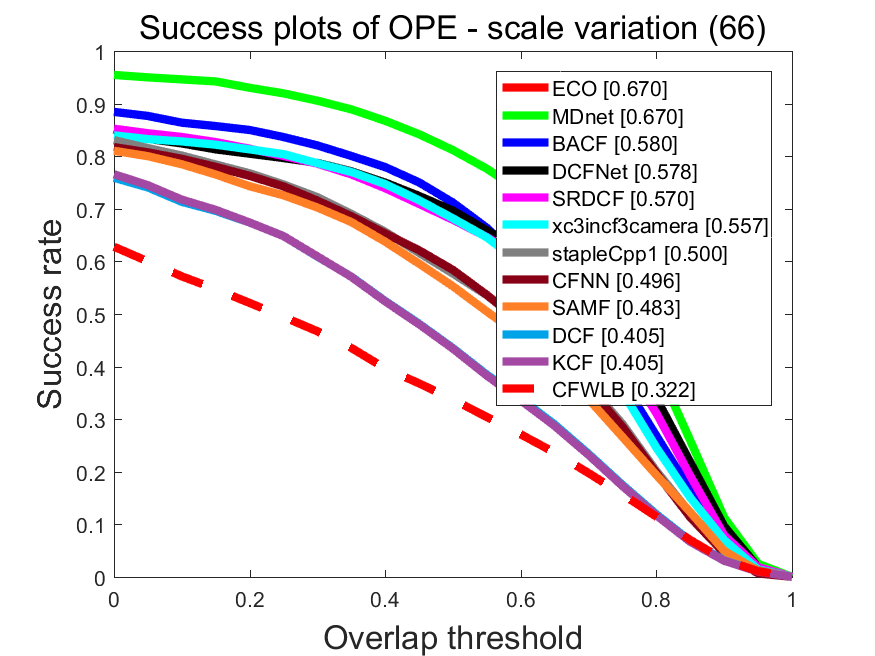 Success plots of OPE - scale variation (66)
1
0.9
0.8
0.7
0.6
0.5
0.4
0.3
0.2
0.1
0
Success rate
ECO [0.670]
MDnet [0.670]
BACF [0.580]
DCFNet [0.578]
SRDCF [0.570]
xc3incf3camera [0.557]
stapleCpp1 [0.500]
CFNN [0.496]
SAMF [0.483]
DCF [0.405]
KCF [0.405]
CFWLB [0.322]
0 0.2 0.4 0.6 0.8 1
Overlap threshold